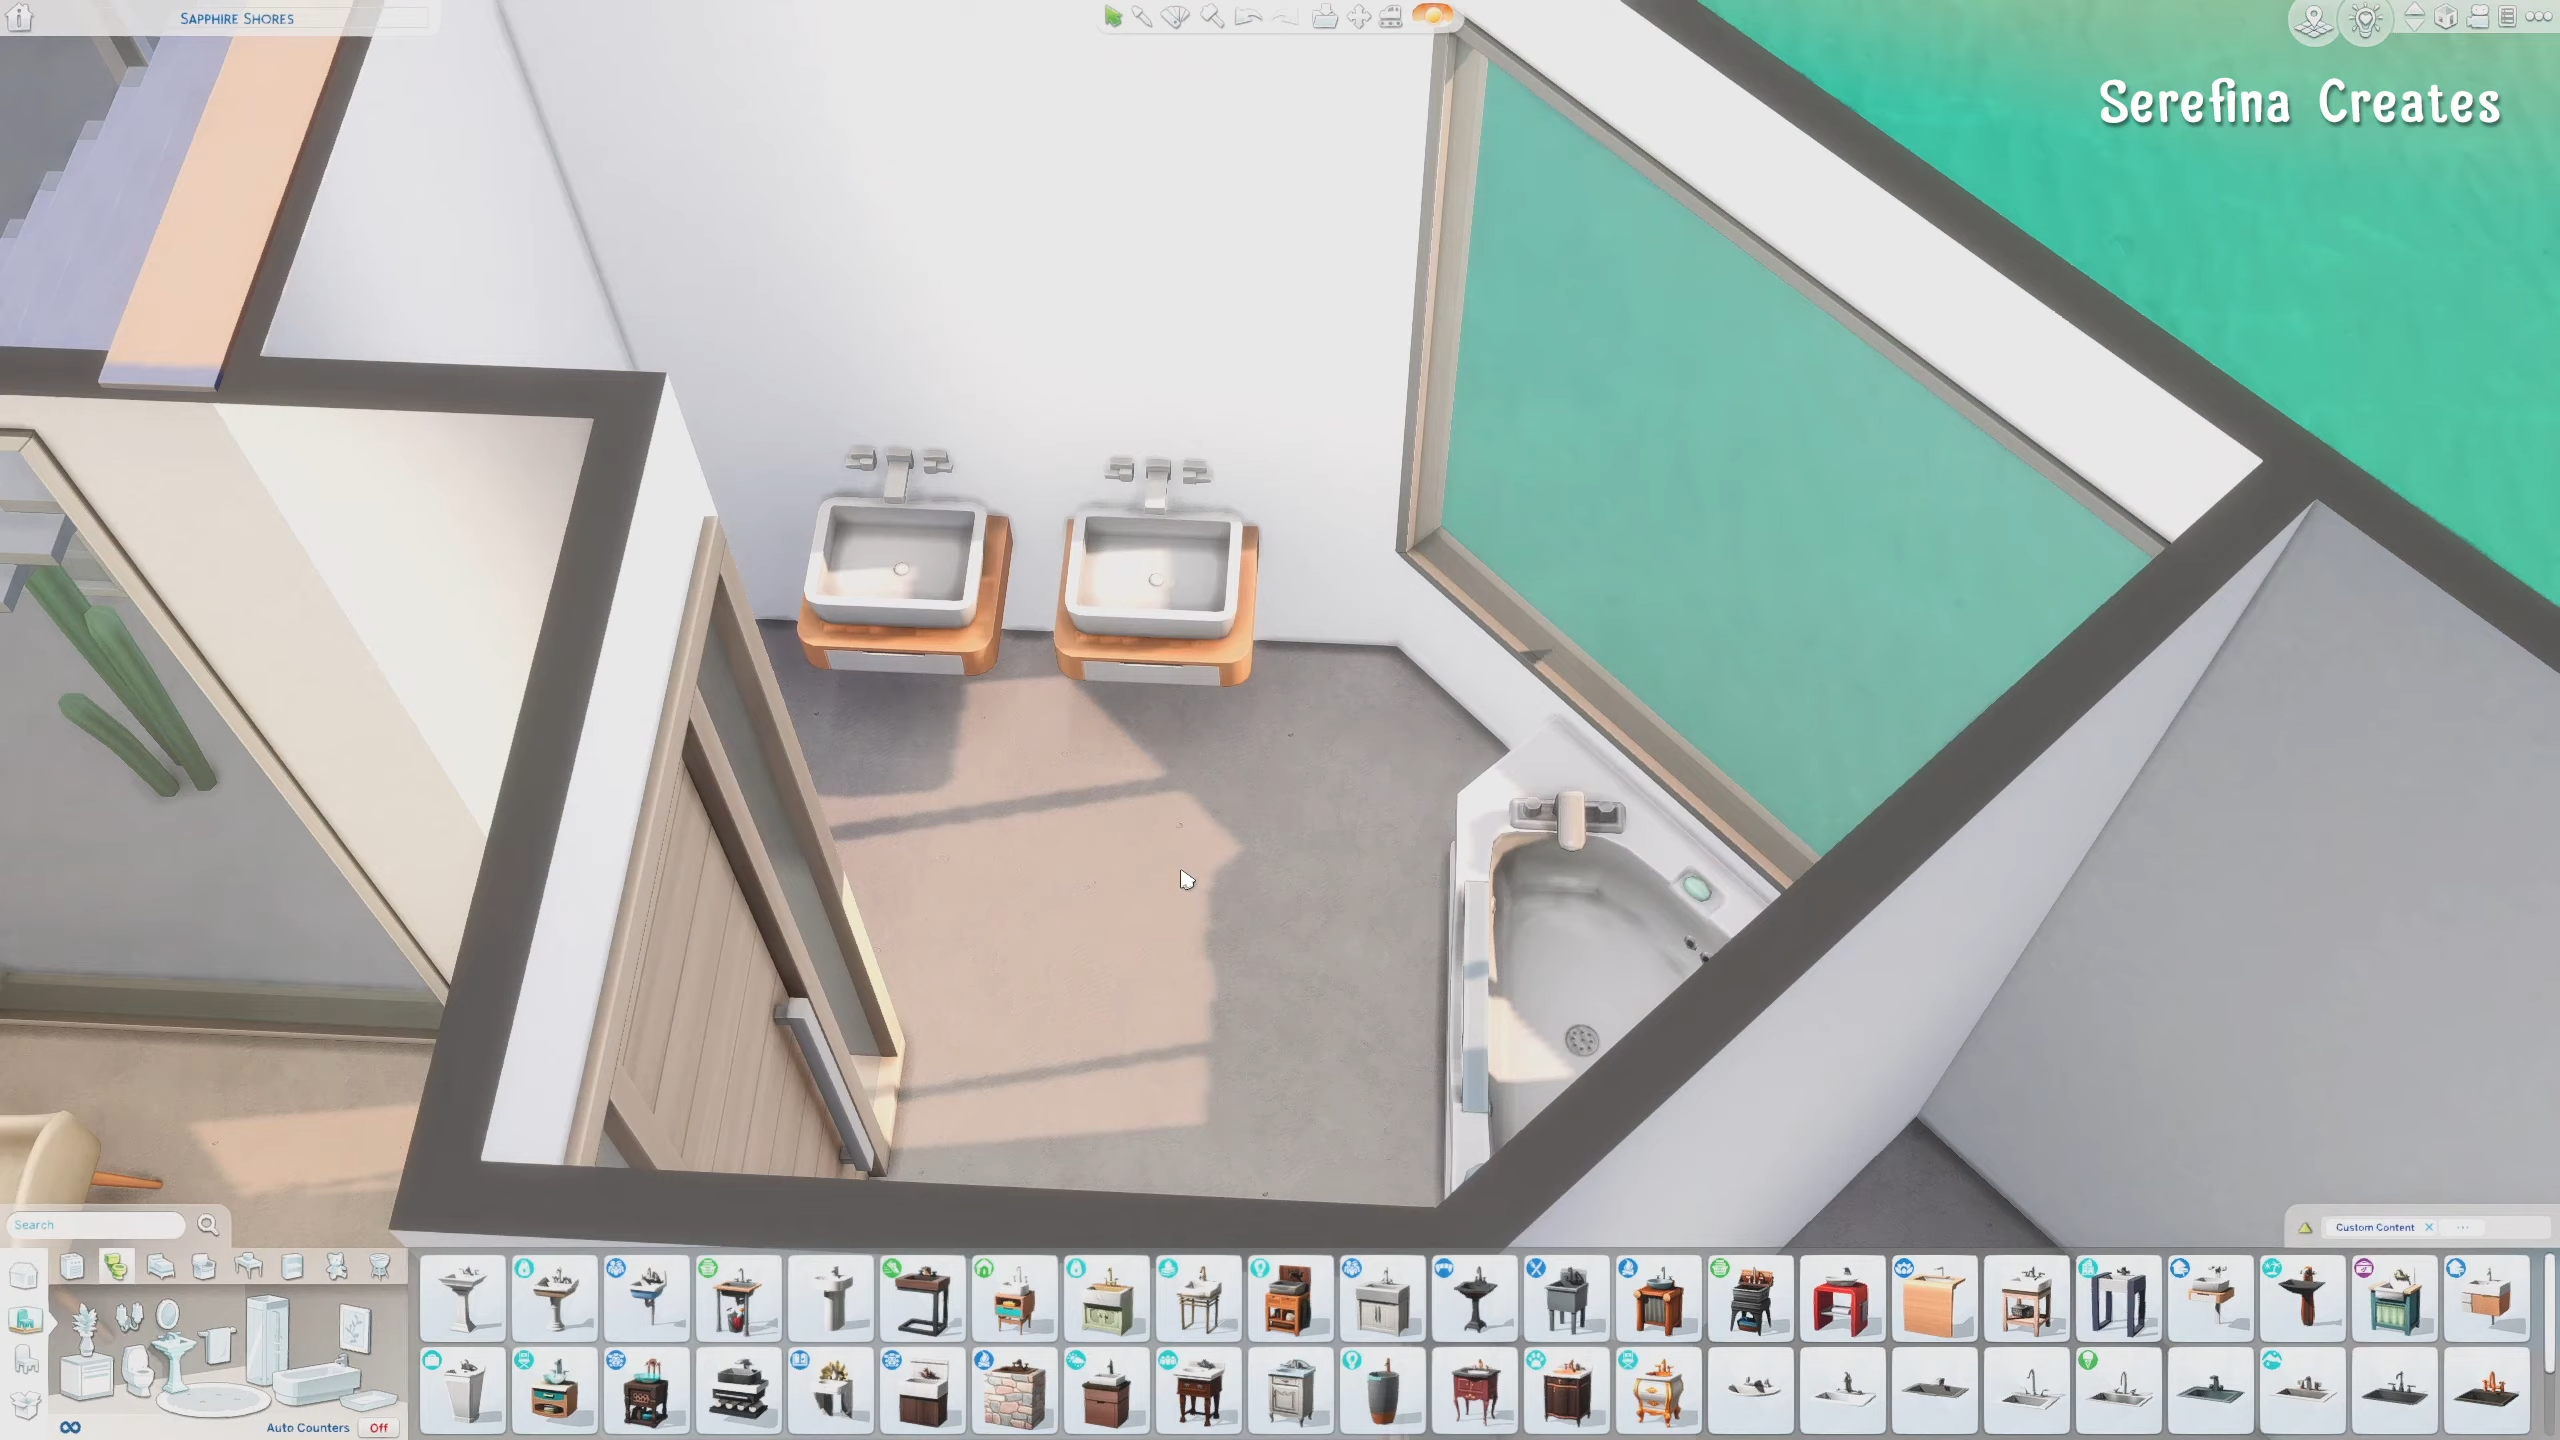 SAPPHIRE SHORES
Serefina Creates
Search
Custom Content
Auto Counters Off